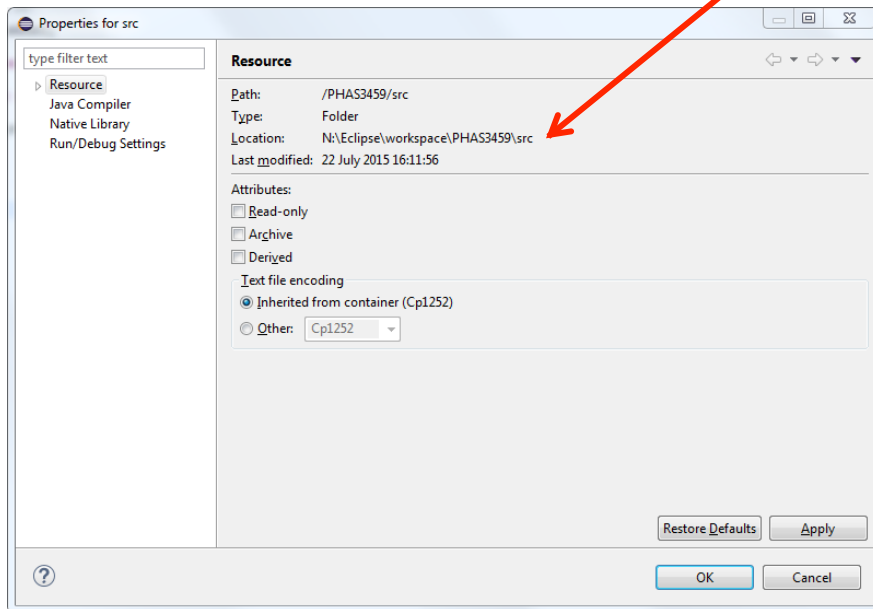 Properties for src
type filter text
Resource
Java Compiler
Native Library
Run/Debug Settings
Resource
Path: /PHAS3459/src
Type: Folder
Location: N:\Eclipse\workspace\PHAS3459\src
Last modified: 22 July 2015 16:11:56
Attributes:
Read-only
Archive
Derived
Text file encoding
Inherited from container (Cp1252)
Other: Cp1252
Restore Defaults Apply
? OK Cancel